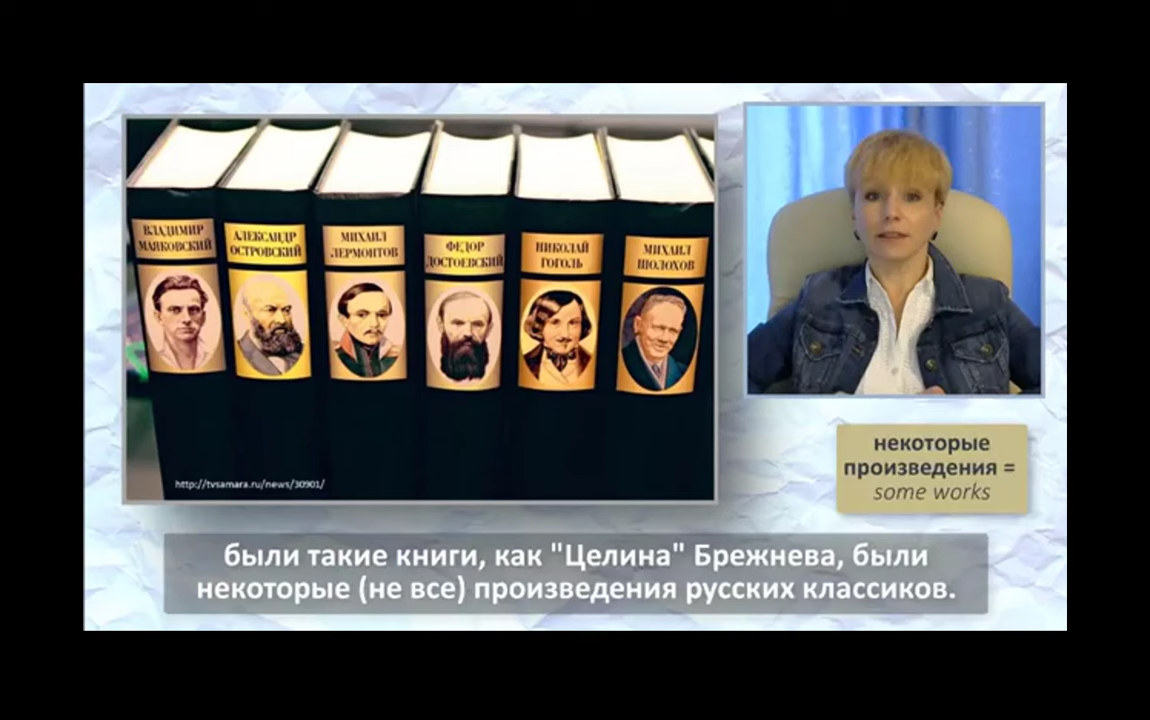 ВЛАДИМИР
МАЯКОВСКИЙ
АЛЕКСАНДР
ОСТРОВСКИЙ
МИХАИЛ
ЛЕРМОНТОВ
ФЕДОР
ДОСТОЕВСКИЙ
НИКОЛАЙ
ГОГОЛЬ
МИХАИЛ
ШОЛОХОВ
http://tvsamara.ru/news/30901/
некоторые
произведения =
some works
были такие книги, как "Целина" Брежнева, были
некоторые (не все) произведения русских классиков.